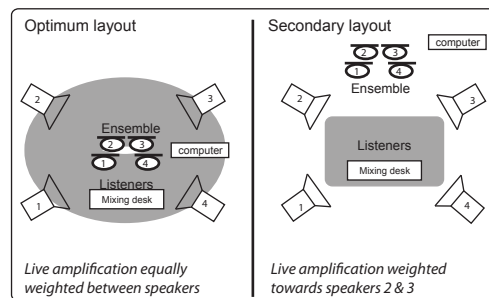 Optimum layout
2
3
Ensemble
2 3
1 4
computer
Listeners
Mixing desk
1
4
Live amplification equally
weighted between speakers
Secondary layout
computer
2 3
1 4
Ensemble
2
3
Listeners
Mixing desk
1
4
Live amplification weighted
towards speakers 2 & 3